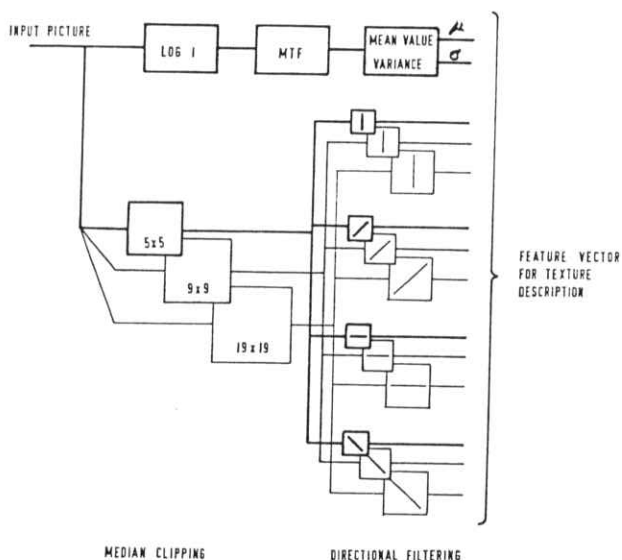 INPUT PICTURE
LOG I
MTF
MEAN VALUE
VARIANCE
μ
σ
5x5
9x9
19x19
FEATURE VECTOR
FOR TEXTURE
DESCRIPTION
MEDIAN CLIPPING
DIRECTIONAL FILTERING